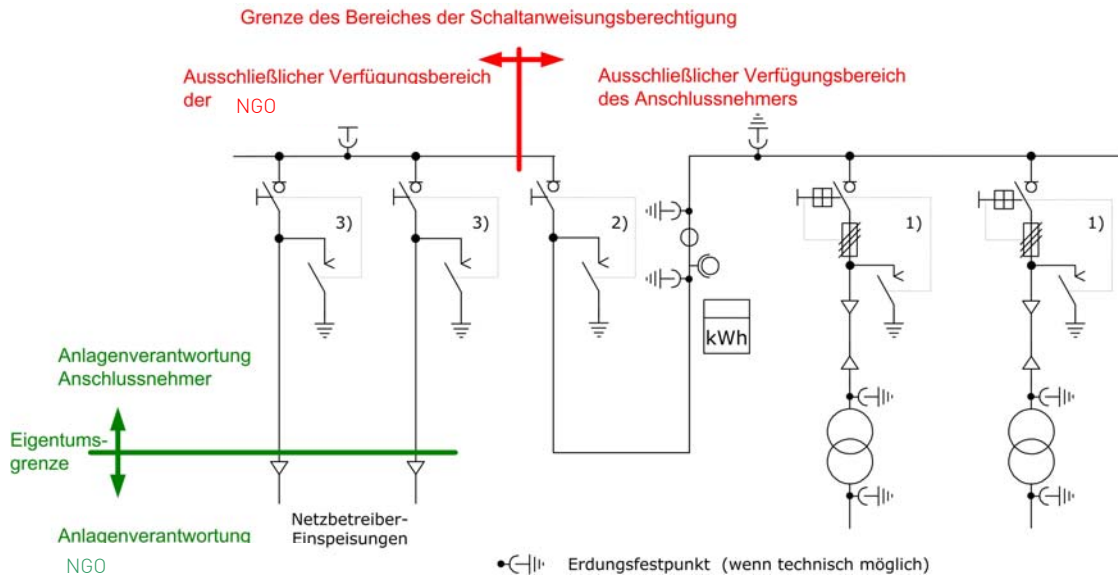 Grenze des Bereiches der Schaltanweisungsberechtigung
Ausschließlicher Verfügungsbereich
der NGO
Ausschließlicher Verfügungsbereich
des Anschlussnehmers
3)
3)
2)
1)
1)
kWh
Anlagenverantwortung
Anschlussnehmer
Eigentums-
grenze
Anlagenverantwortung
NGO
Netzbetreiber-
Einspeisungen
Erdungsfestpunkt (wenn technisch möglich)